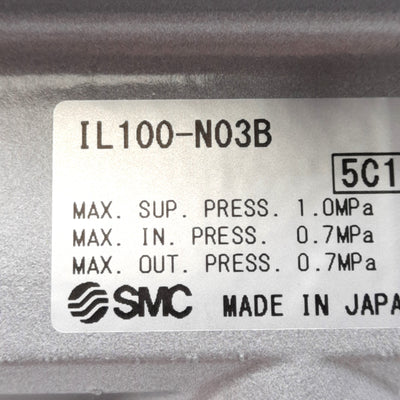 IL100-N03B
5C1
MAX. SUP. PRESS. 1.0MPa
MAX. IN. PRESS. 0.7MPa
MAX. OUT. PRESS. 0.7MPa
SMC MADE IN JAPA